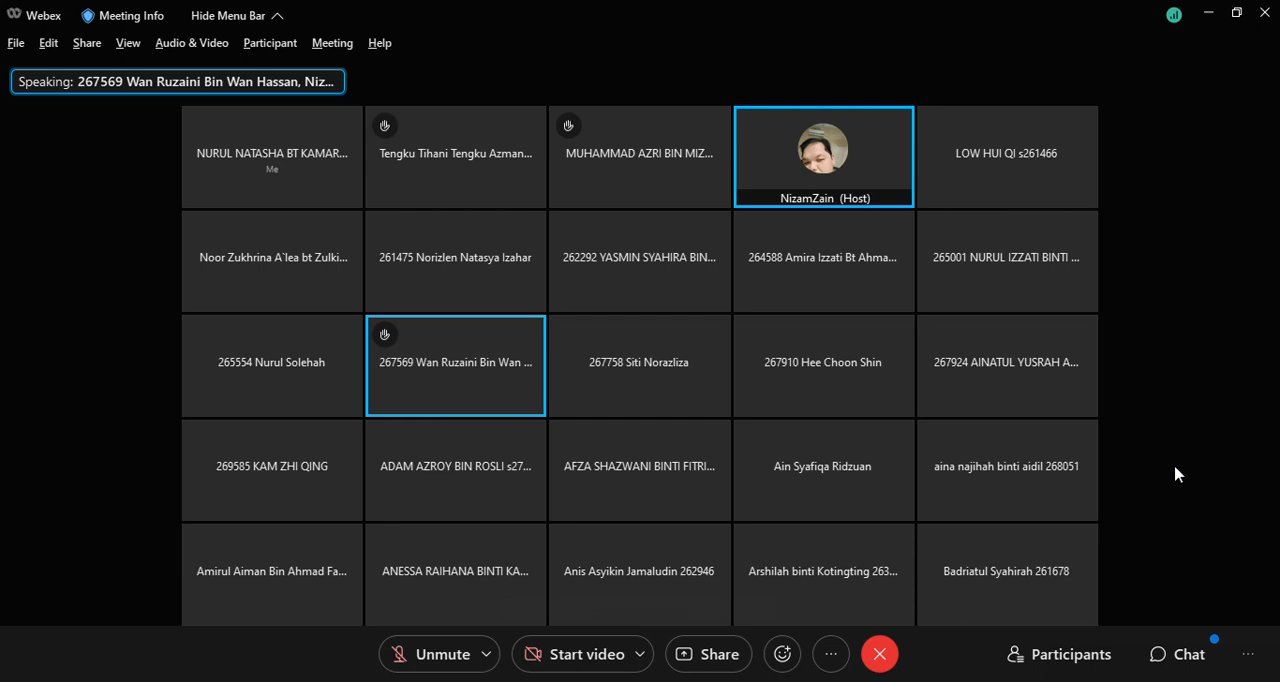 Webex Meeting Info Hide Menu Bar
File Edit Share View Audio & Video Participant Meeting Help
Speaking: 267569 Wan Ruzaini Bin Wan Hassan, Niz...
NURUL NATASHA BT KAMAR... Tengku Tihani Tengku Azman... MUHAMMAD AZRI BIN MIZ... LOW HUI QI s261466
Me
NizamZain (Host)
Noor Zukhrina A`lea bt Zulki... 261475 Norizlen Natasya Izahar 262292 YASMIN SYAHIRA BIN... 264588 Amira Izzati Bt Ahma... 265001 NURUL IZZATI BINTI ...
265554 Nurul Solehah 267569 Wan Ruzaini Bin Wan ... 267758 Siti Norazliza 267910 Hee Choon Shin 267924 AINATUL YUSRAH A...
269585 KAM ZHI QING ADAM AZROY BIN ROSLI s27... AFZA SHAZWANI BINTI FITRI... Ain Syafiqa Ridzuan aina najihah binti aidil 268051
Amirul Aiman Bin Ahmad Fa... ANESSA RAIHANA BINTI KA... Anis Asyikin Jamaludin 262946 Arshilah binti Kotingting 263... Badriatul Syahirah 261678
Unmute Start video Share Participants Chat